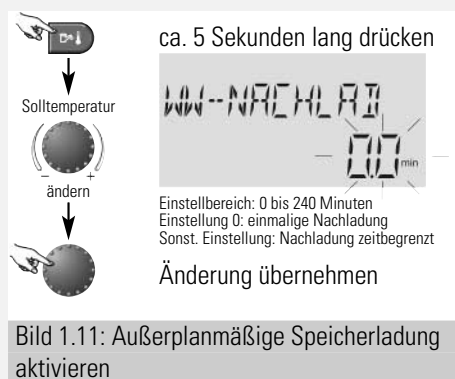 ca. 5 Sekunden lang drücken
WW-NACHLAD
Solltemperatur
0.0 min
− +
ändern
Einstellbereich: 0 bis 240 Minuten
Einstellung 0: einmalige Nachladung
Sonst. Einstellung: Nachladung zeitbegrenzt
Änderung übernehmen
Bild 1.11: Außerplanmäßige Speicherladung
aktivieren